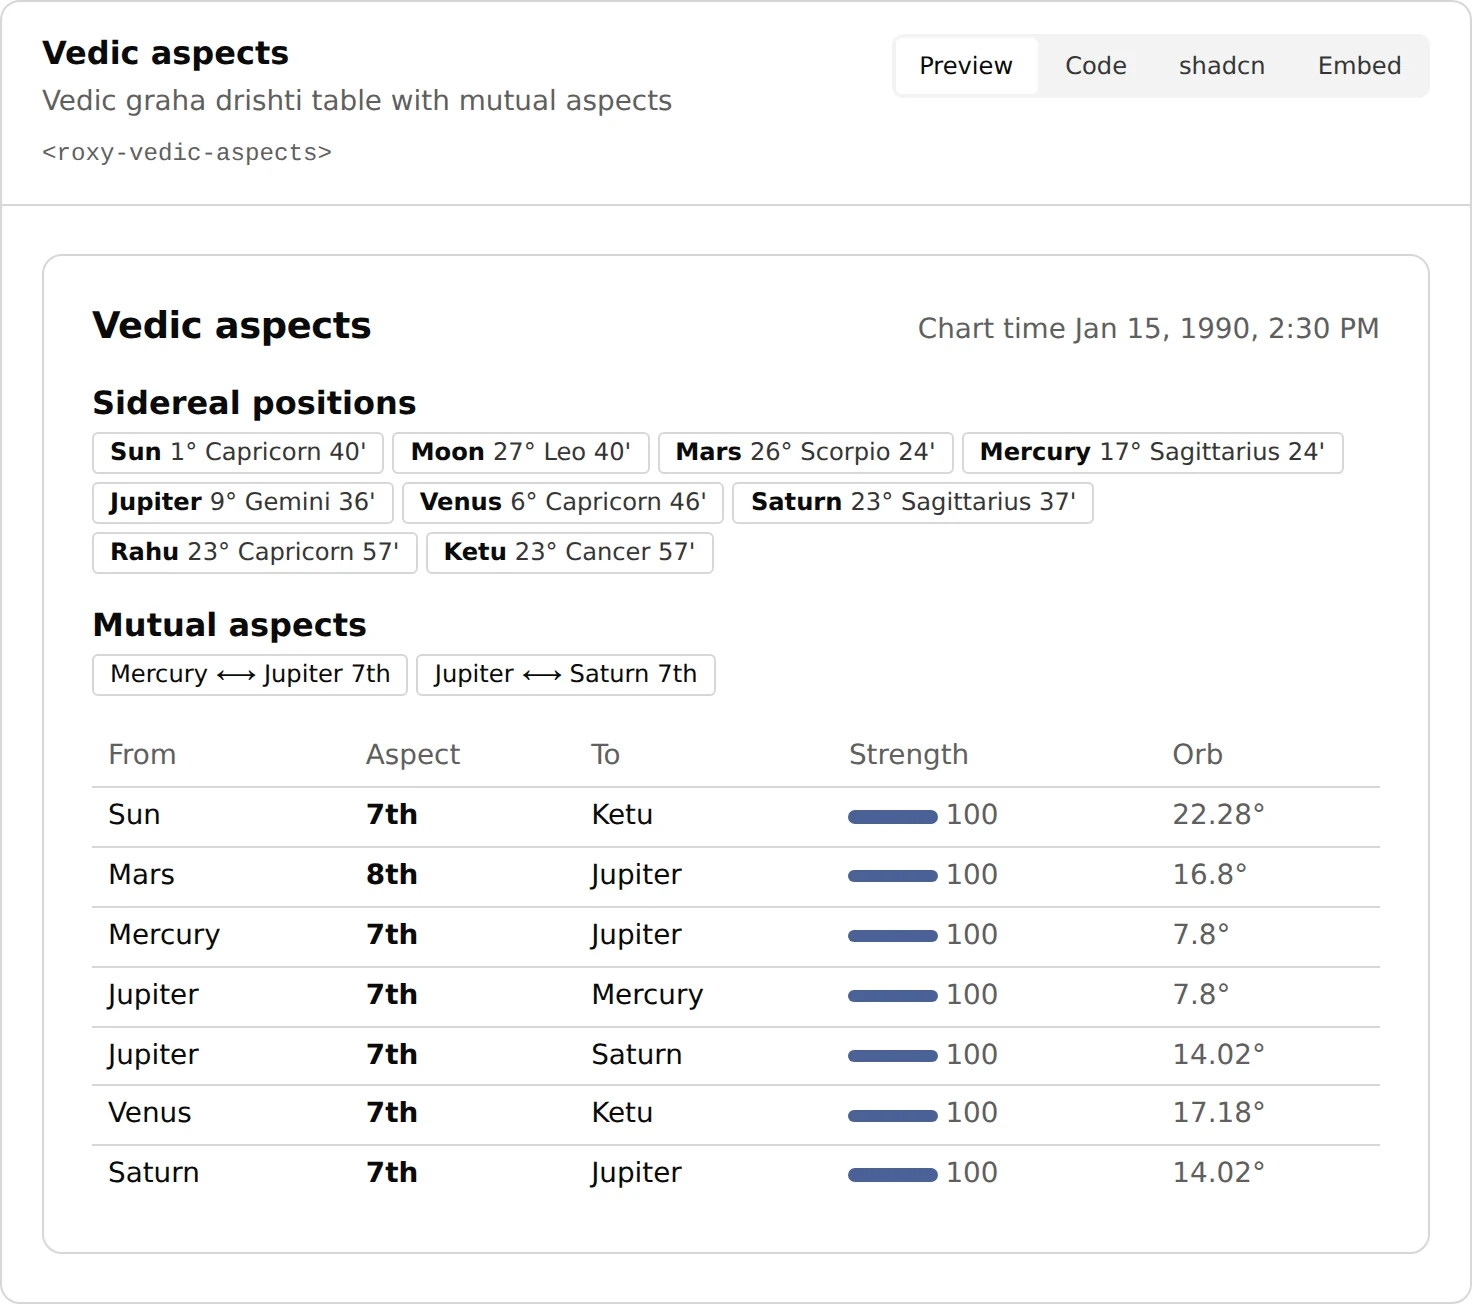 Vedic aspects
Preview Code shadcn Embed
Vedic graha drishti table with mutual aspects
<roxy-vedic-aspects>
Vedic aspects
Chart time Jan 15, 1990, 2:30 PM
Sidereal positions
Sun 1° Capricorn 40' Moon 27° Leo 40' Mars 26° Scorpio 24' Mercury 17° Sagittarius 24'
Jupiter 9° Gemini 36' Venus 6° Capricorn 46' Saturn 23° Sagittarius 37'
Rahu 23° Capricorn 57' Ketu 23° Cancer 57'
Mutual aspects
Mercury ⟷ Jupiter 7th Jupiter ⟷ Saturn 7th
From Aspect To Strength Orb
Sun 7th Ketu 100 22.28°
Mars 8th Jupiter 100 16.8°
Mercury 7th Jupiter 100 7.8°
Jupiter 7th Mercury 100 7.8°
Jupiter 7th Saturn 100 14.02°
Venus 7th Ketu 100 17.18°
Saturn 7th Jupiter 100 14.02°